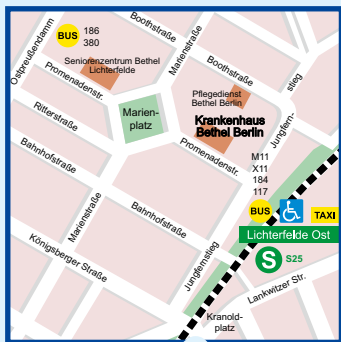 Ostpreußendamm
BUS
186
380
Boothstraße
Marienstraße
Seniorenzentrum Bethel
Lichterfelde
Promenadenstr.
Boothstraße
Jungfern-
stieg
Pflegedienst
Bethel Berlin
Ritterstraße
Marien-
platz
Krankenhaus
Bethel Berlin
Bahnhofstraße
Promenadenstr.
M11
X11
184
117
BUS
TAXI
Marienstraße
Bahnhofstraße
Lichterfelde Ost
S
S25
Königsberger Straße
Jungfernstieg
Lankwitzer Str.
Kranold-
platz